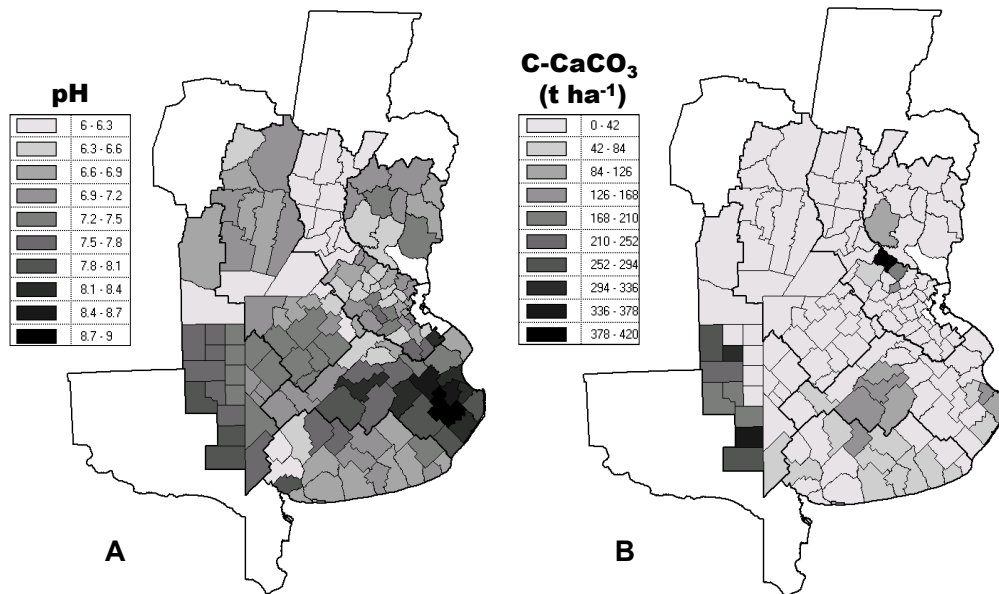 pH
6 - 6.3
6.3 - 6.6
6.6 - 6.9
6.9 - 7.2
7.2 - 7.5
7.5 - 7.8
7.8 - 8.1
8.1 - 8.4
8.4 - 8.7
8.7 - 9
A
C-CaCO₃
(t ha⁻¹)
0 - 42
42 - 84
84 - 126
126 - 168
168 - 210
210 - 252
252 - 294
294 - 336
336 - 378
378 - 420
B